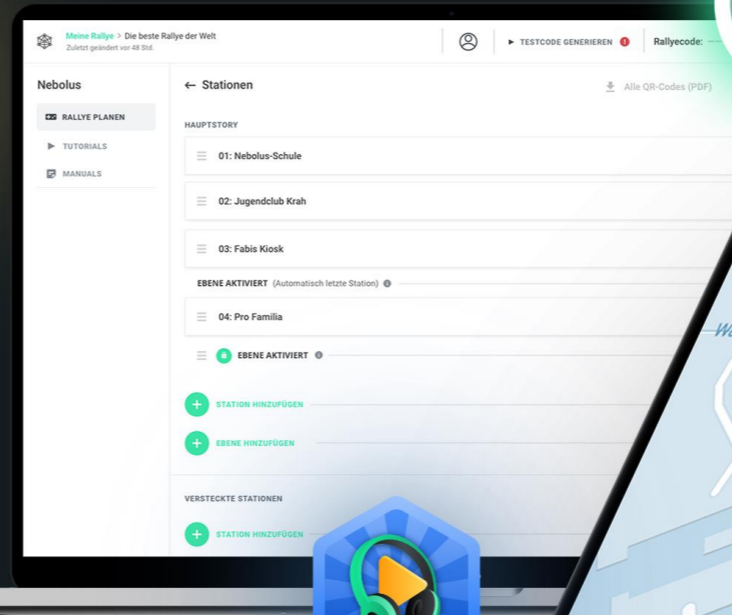 Meine Rallye > Die beste Rallye der Welt
Zuletzt geändert vor 48 Std.
TESTCODE GENERIEREN
Rallyecode:
Nebolus
← Stationen
Alle QR-Codes (PDF)
RALLYE PLANEN
TUTORIALS
MANUALS
HAUPTSTORY
01: Nebolus-Schule
02: Jugendclub Krah
03: Fabis Kiosk
EBENE AKTIVIERT (Automatisch letzte Station)
04: Pro Familia
EBENE AKTIVIERT
STATION HINZUFÜGEN
EBENE HINZUFÜGEN
VERSTECKTE STATIONEN
STATION HINZUFÜGEN